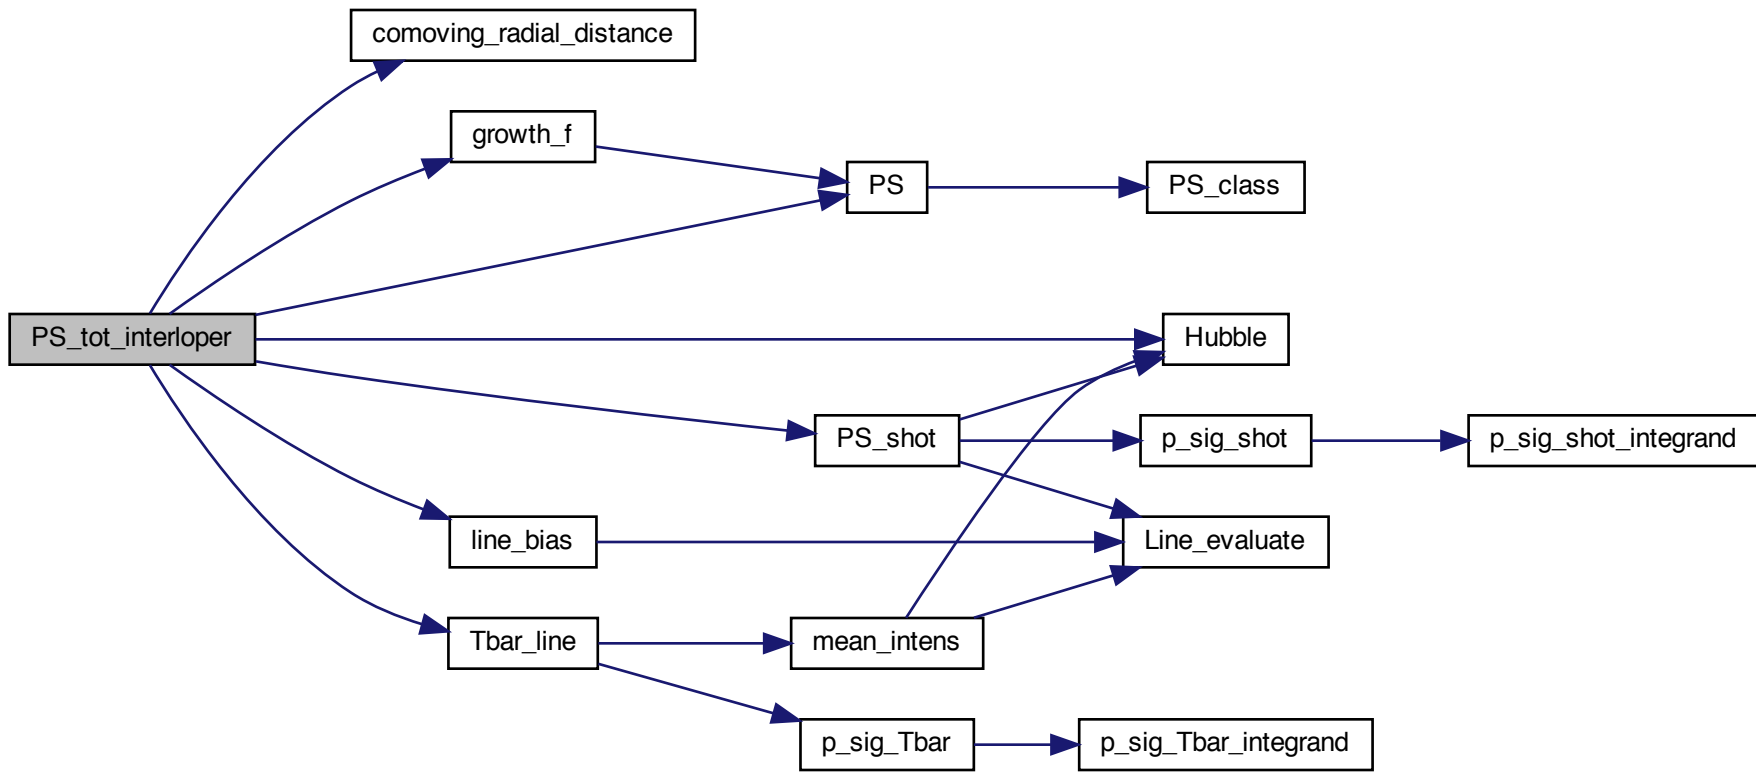 comoving_radial_distance
growth_f
PS
PS_class
PS_tot_interloper
Hubble
PS_shot
p_sig_shot
p_sig_shot_integrand
line_bias
Line_evaluate
Tbar_line
mean_intens
p_sig_Tbar
p_sig_Tbar_integrand